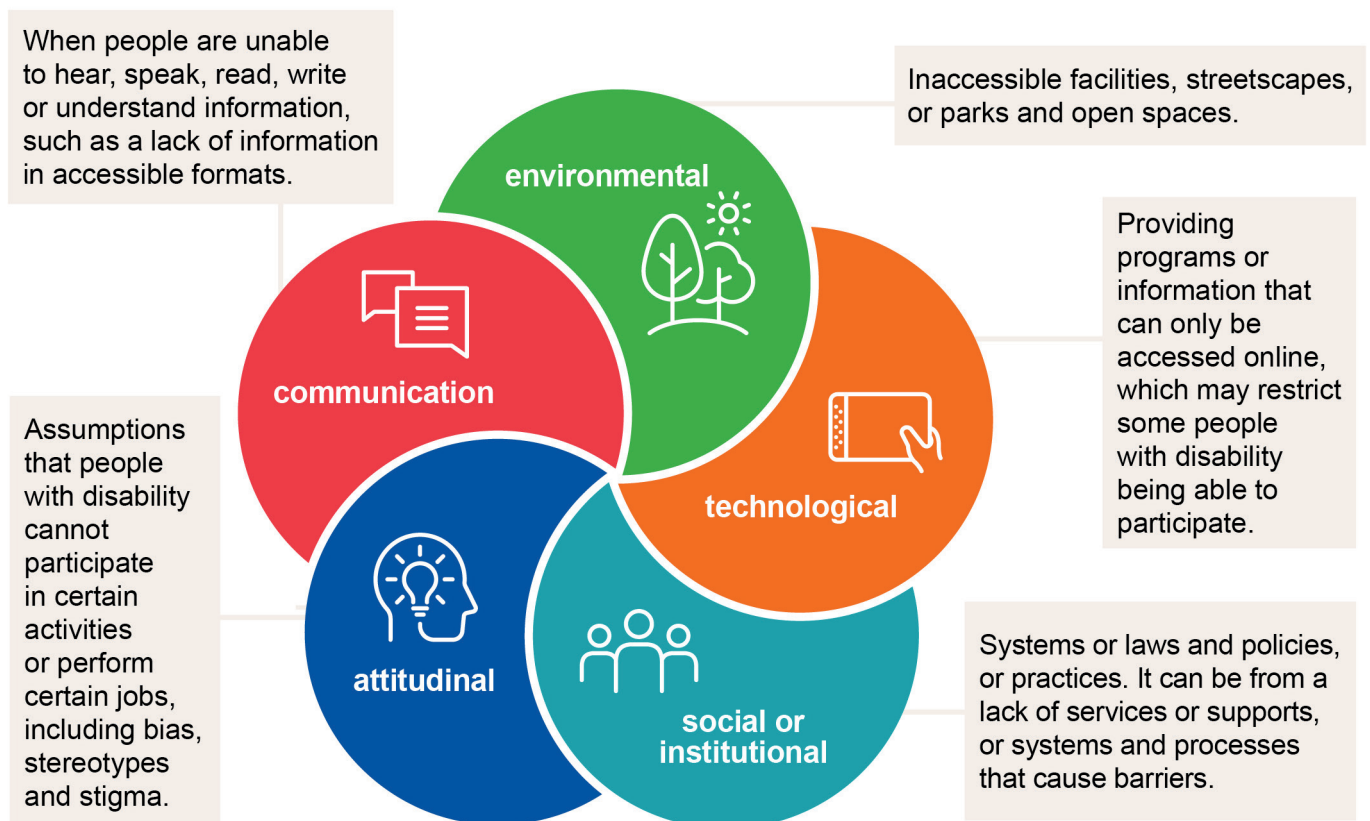 When people are unable
to hear, speak, read, write
or understand information,
such as a lack of information
in accessible formats.
Inaccessible facilities, streetscapes,
or parks and open spaces.
environmental
communication
Providing
programs or
information that
can only be
accessed online,
which may restrict
some people
with disability
being able to
participate.
technological
Assumptions
that people
with disability
cannot
participate
in certain
activities
or perform
certain jobs,
including bias,
stereotypes
and stigma.
attitudinal
social or
institutional
Systems or laws and policies,
or practices. It can be from a
lack of services or supports,
or systems and processes
that cause barriers.